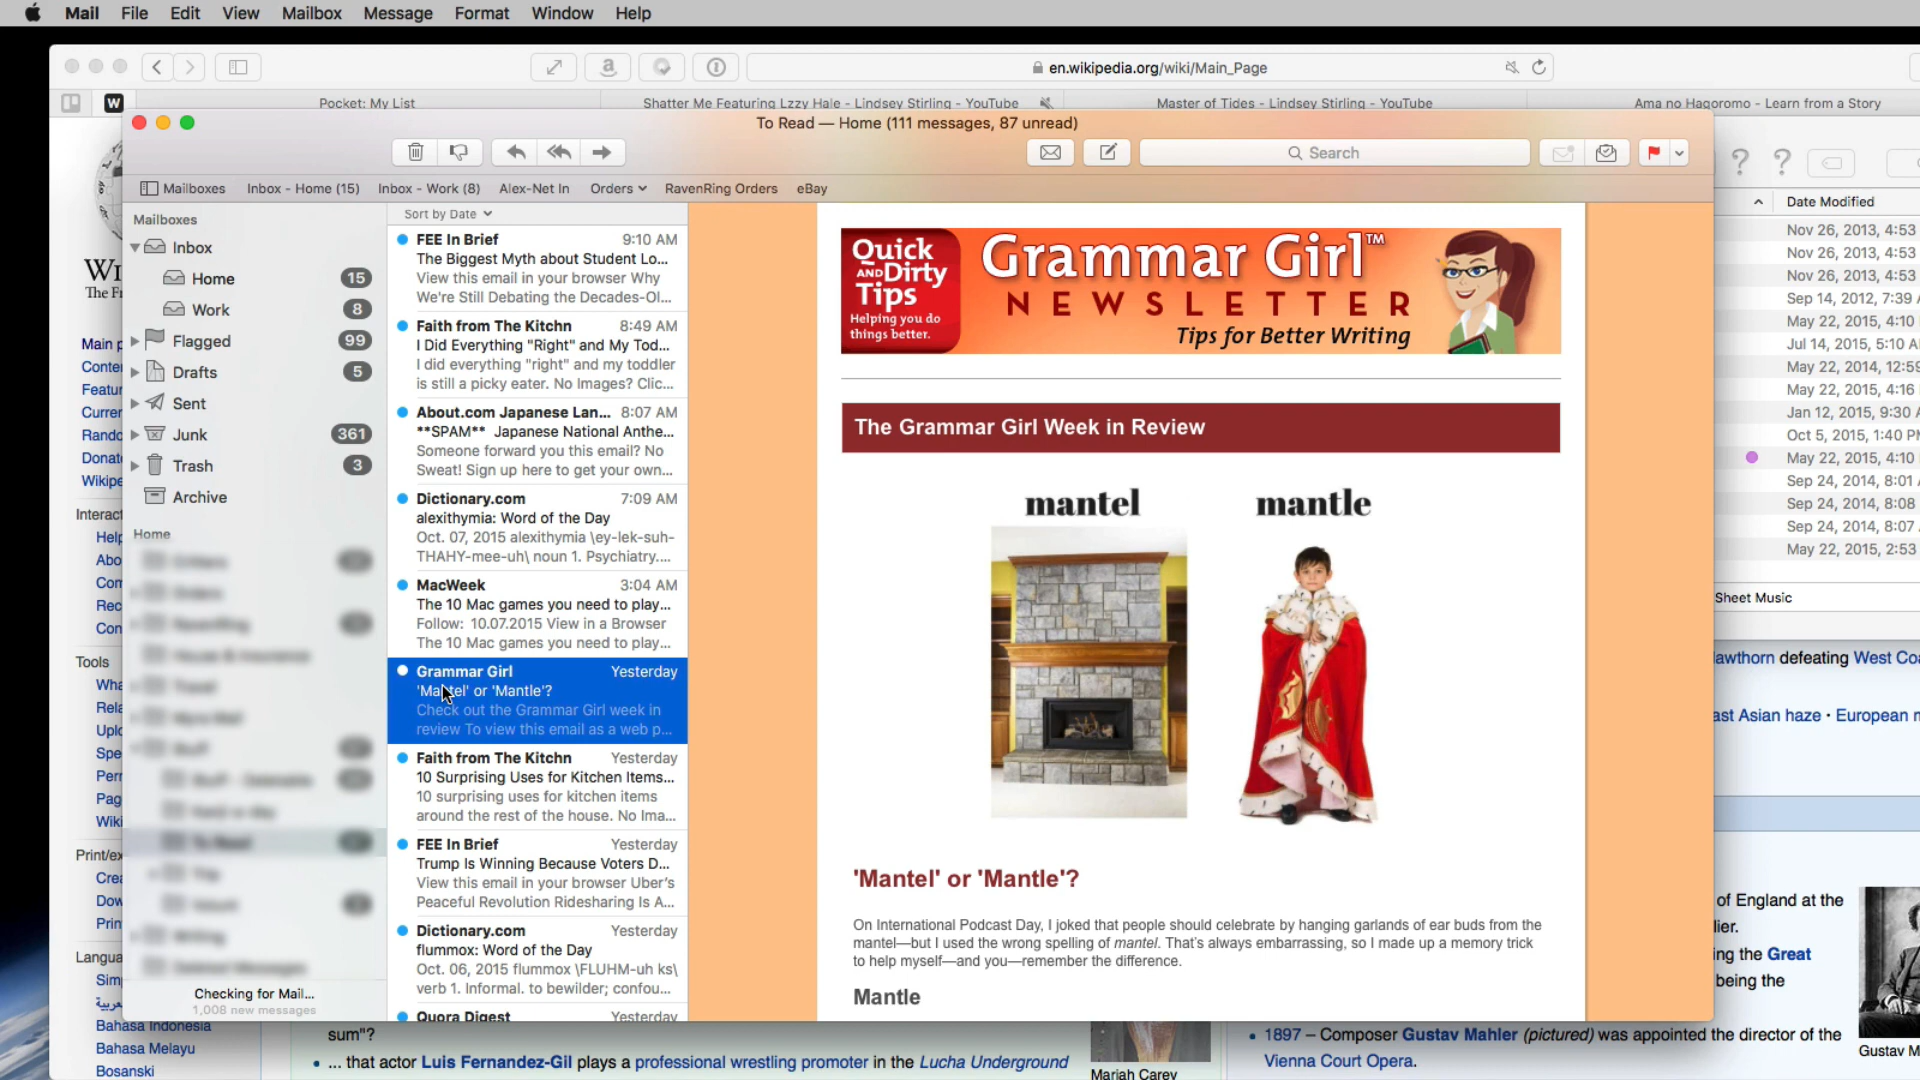 Mail File Edit View Mailbox Message Format Window Help
en.wikipedia.org/wiki/Main_Page
W
Pocket: My List
Shatter Me Featuring Lzzy Hale - Lindsey Stirling - YouTube
Master of Tides - Lindsey Stirling - YouTube
Ama no Hagoromo - Learn from a Story
To Read — Home (111 messages, 87 unread)
Search
Mailboxes
Inbox - Home (15)
Inbox - Work (8)
Alex-Net In
Orders
RavenRing Orders
eBay
Mailboxes
Inbox
Home 15
Work 8
Flagged 99
Drafts 5
Sent
Junk 361
Trash 3
Archive
Home
Checking for Mail...
1,008 new messages
Sort by Date
FEE In Brief 9:10 AM
The Biggest Myth about Student Lo...
View this email in your browser Why
We're Still Debating the Decades-Ol...
Faith from The Kitchn 8:49 AM
I Did Everything "Right" and My Tod...
I did everything "right" and my toddler
is still a picky eater. No Images? Clic...
About.com Japanese Lan... 8:07 AM
**SPAM** Japanese National Anthe...
Someone forward you this email? No
Sweat! Sign up here to get your own...
Dictionary.com 7:09 AM
alexithymia: Word of the Day
Oct. 07, 2015 alexithymia \ey-lek-suh-
THAHY-mee-uh\ noun 1. Psychiatry....
MacWeek 3:04 AM
The 10 Mac games you need to play...
Follow: 10.07.2015 View in a Browser
The 10 Mac games you need to play...
Grammar Girl Yesterday
'Mantel' or 'Mantle'?
Check out the Grammar Girl week in
review To view this email as a web p...
Faith from The Kitchn Yesterday
10 Surprising Uses for Kitchen Items...
10 surprising uses for kitchen items
around the rest of the house. No Ima...
FEE In Brief Yesterday
Trump Is Winning Because Voters D...
View this email in your browser Uber's
Peaceful Revolution Ridesharing Is A...
Dictionary.com Yesterday
flummox: Word of the Day
Oct. 06, 2015 flummox \FLUHM-uh ks\
verb 1. Informal. to bewilder; confou...
Quora Digest Yesterday
Quick AND Dirty Tips
Helping you do
things better.
Grammar Girl™
NEWSLETTER
Tips for Better Writing
The Grammar Girl Week in Review
mantel mantle
'Mantel' or 'Mantle'?
On International Podcast Day, I joked that people should celebrate by hanging garlands of ear buds from the
mantel—but I used the wrong spelling of mantel. That's always embarrassing, so I made up a memory trick
to help myself—and you—remember the difference.
Mantle
Date Modified
Nov 26, 2013, 4:53
Nov 26, 2013, 4:53
Nov 26, 2013, 4:53
Sep 14, 2012, 7:39
May 22, 2015, 4:10
Jul 14, 2015, 5:10
May 22, 2014, 12:59
May 22, 2015, 4:16
Jan 12, 2015, 9:30
Oct 5, 2015, 1:40
May 22, 2015, 4:10
Sep 24, 2014, 8:01
Sep 24, 2014, 8:08
Sep 24, 2014, 8:07
May 22, 2015, 2:53
Sheet Music
defeating West
Asian haze • European
of England at the
ing the Great
being the
Interact
Tools
Print/ex
Bahasa Indonesia
Bahasa Melayu
Bosanski
sum"?
• ... that actor Luis Fernandez-Gil plays a professional wrestling promoter in the Lucha Underground
Mariah Carey
• 1897 – Composer Gustav Mahler (pictured) was appointed the director of the
Vienna Court Opera.
Gustav M